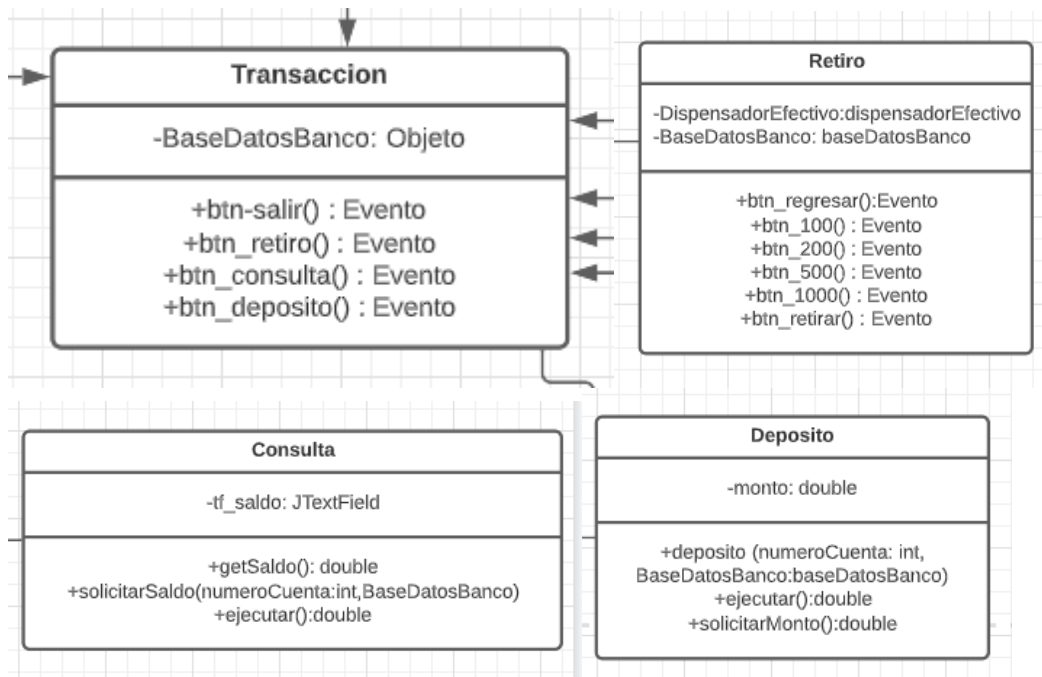 Transaccion
-BaseDatosBanco: Objeto
+btn-salir() : Evento
+btn_retiro() : Evento
+btn_consulta() : Evento
+btn_deposito() : Evento
Retiro
-DispensadorEfectivo:dispensadorEfectivo
-BaseDatosBanco: baseDatosBanco
+btn_regresar():Evento
+btn_100() : Evento
+btn_200() : Evento
+btn_500() : Evento
+btn_1000() : Evento
+btn_retirar() : Evento
Consulta
-tf_saldo: JTextField
+getSaldo(): double
+solicitarSaldo(numeroCuenta:int,BaseDatosBanco)
+ejecutar():double
Deposito
-monto: double
+deposito (numeroCuenta: int,
BaseDatosBanco:baseDatosBanco)
+ejecutar():double
+solicitarMonto():double